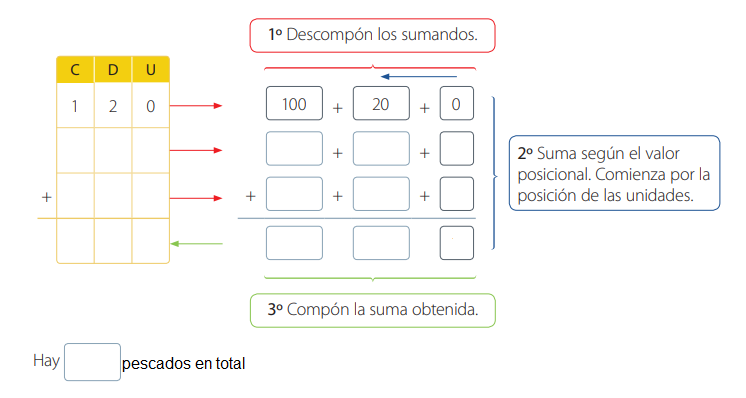 1º Descompón los sumandos.
C D U
1 2 0
100 + 20 + 0
+ +
+ + + +
2º Suma según el valor
posicional. Comienza por la
posición de las unidades.
3º Compón la suma obtenida.
Hay pescados en total